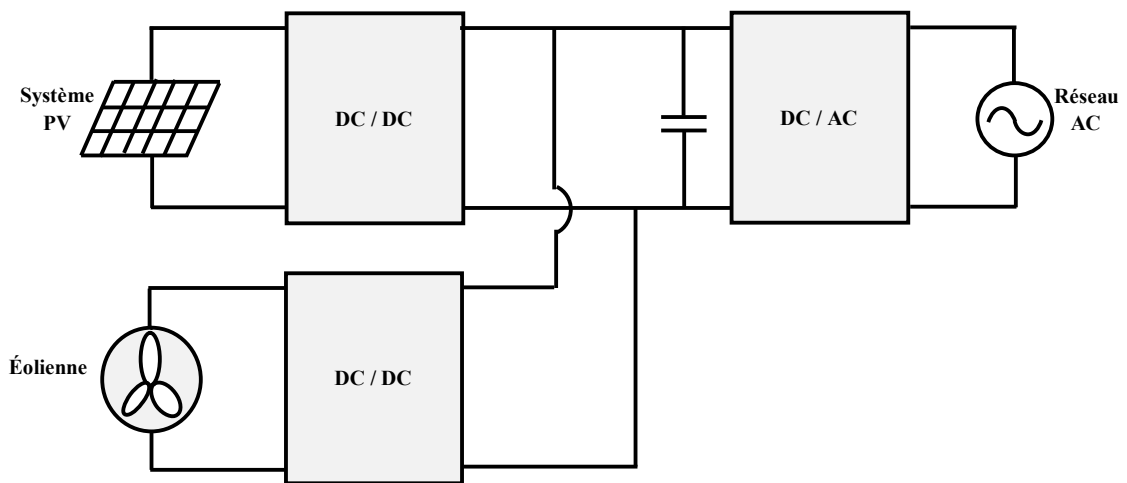 Système
PV
DC / DC
DC / AC
Réseau
AC
Éolienne
DC / DC